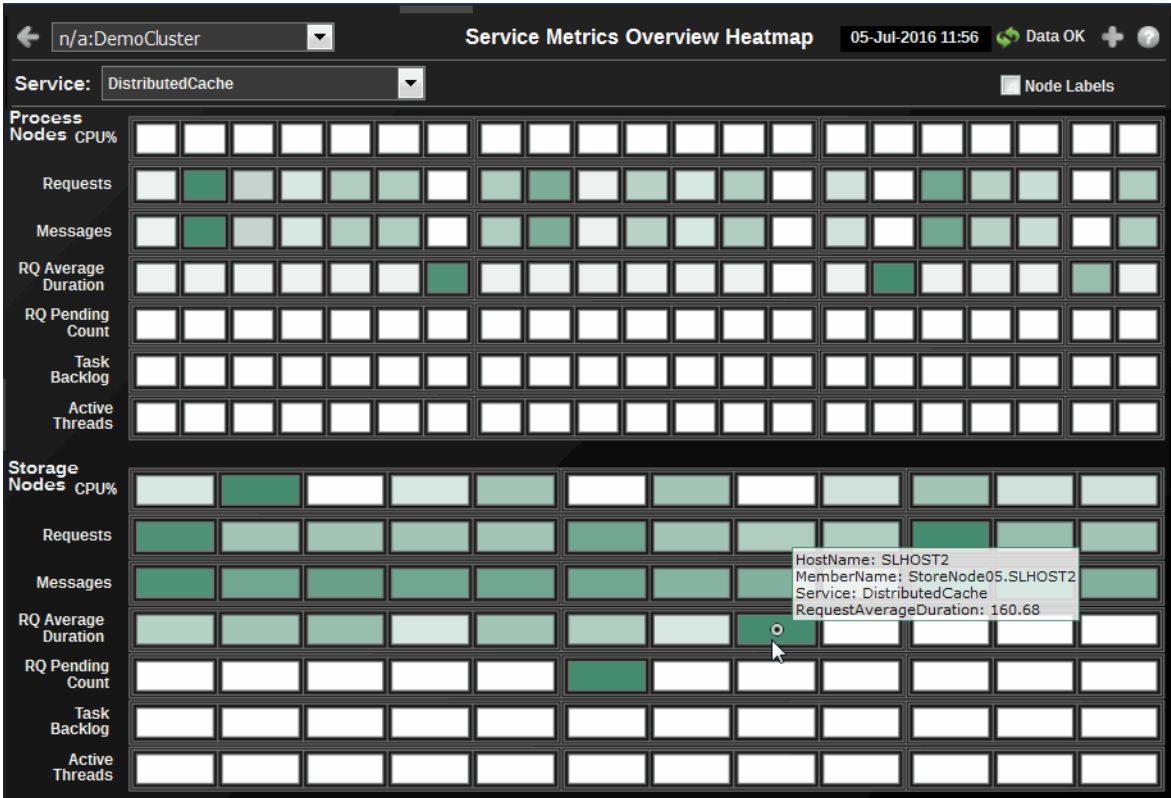 n/a:DemoCluster
Service Metrics Overview Heatmap
05-Jul-2016 11:56
Data OK
Service:
DistributedCache
Node Labels
Process
Nodes CPU%
Requests
Messages
RQ Average
Duration
RQ Pending
Count
Task
Backlog
Active
Threads
Storage
Nodes CPU%
Requests
HostName: SLHOST2
MemberName: StoreNode05.SLHOST2
Service: DistributedCache
RequestAverageDuration: 160.68
Messages
RQ Average
Duration
RQ Pending
Count
Task
Backlog
Active
Threads